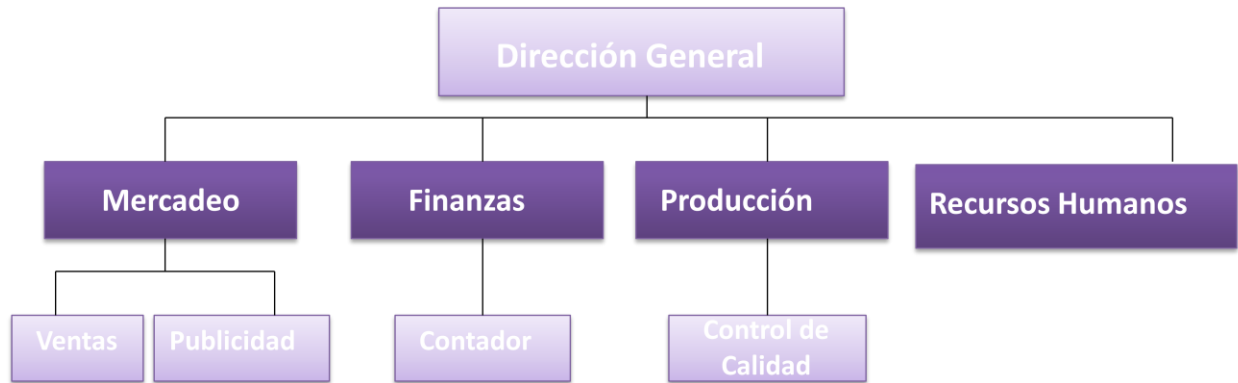 Dirección General
Mercadeo
Finanzas
Producción
Recursos Humanos
Ventas
Publicidad
Contador
Control de
Calidad